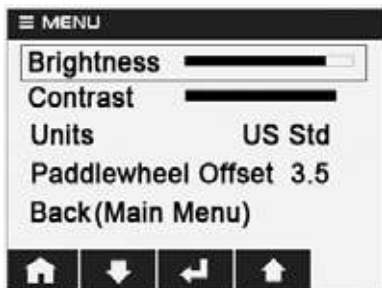 MENU
Brightness
Contrast
Units US Std
Paddlewheel Offset 3.5
Back(Main Menu)